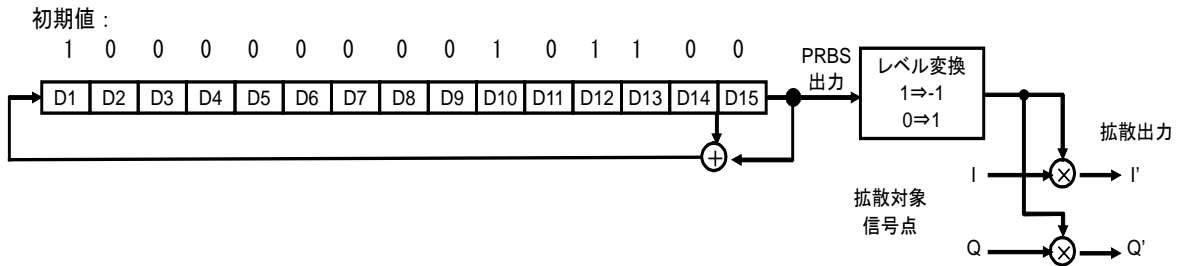 初期値：
1 0 0 0 0 0 0 0 0 1 0 1 1 0 0
D1 D2 D3 D4 D5 D6 D7 D8 D9 D10 D11 D12 D13 D14 D15
PRBS
出力
レベル変換
1⇒-1
0⇒1
拡散出力
I
I'
拡散対象
信号点
Q
Q'